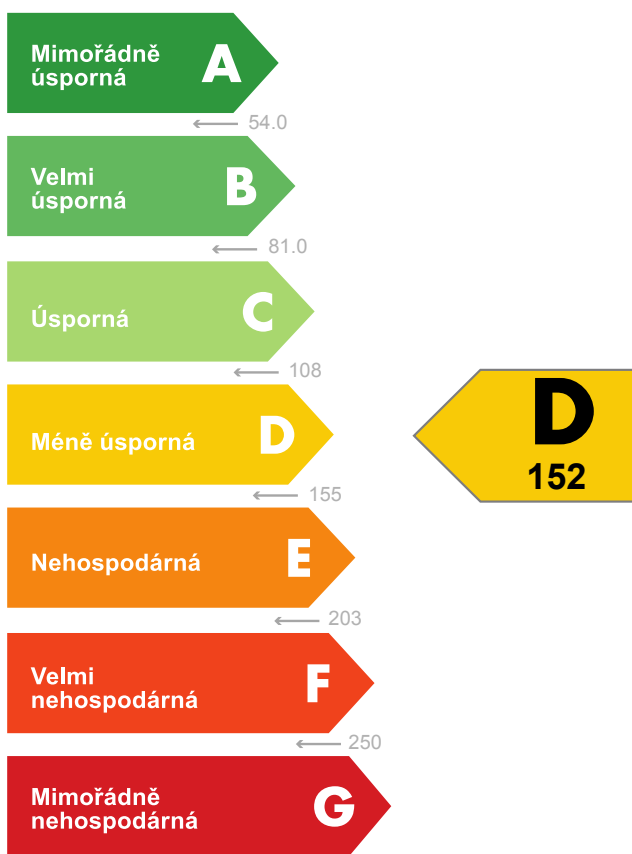 Mimořádně
úsporná
A
← 54.0
Velmi
úsporná
B
← 81.0
Úsporná
C
← 108
Méně úsporná
D
D
152
← 155
Nehospodárná
E
← 203
Velmi
nehospodárná
F
← 250
Mimořádně
nehospodárná
G